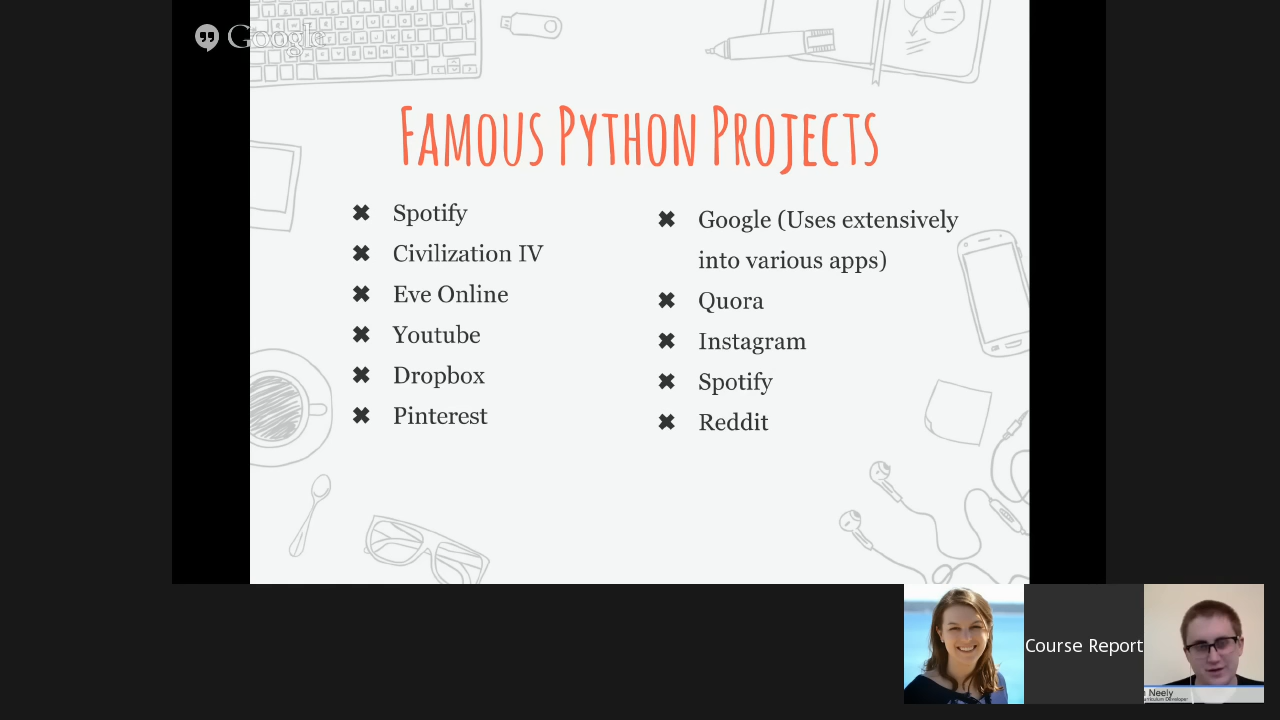 Google
Famous Python Projects
Spotify
Civilization IV
Eve Online
Youtube
Dropbox
Pinterest
Google (Uses extensively
into various apps)
Quora
Instagram
Spotify
Reddit
Course Report
Neely
Developer